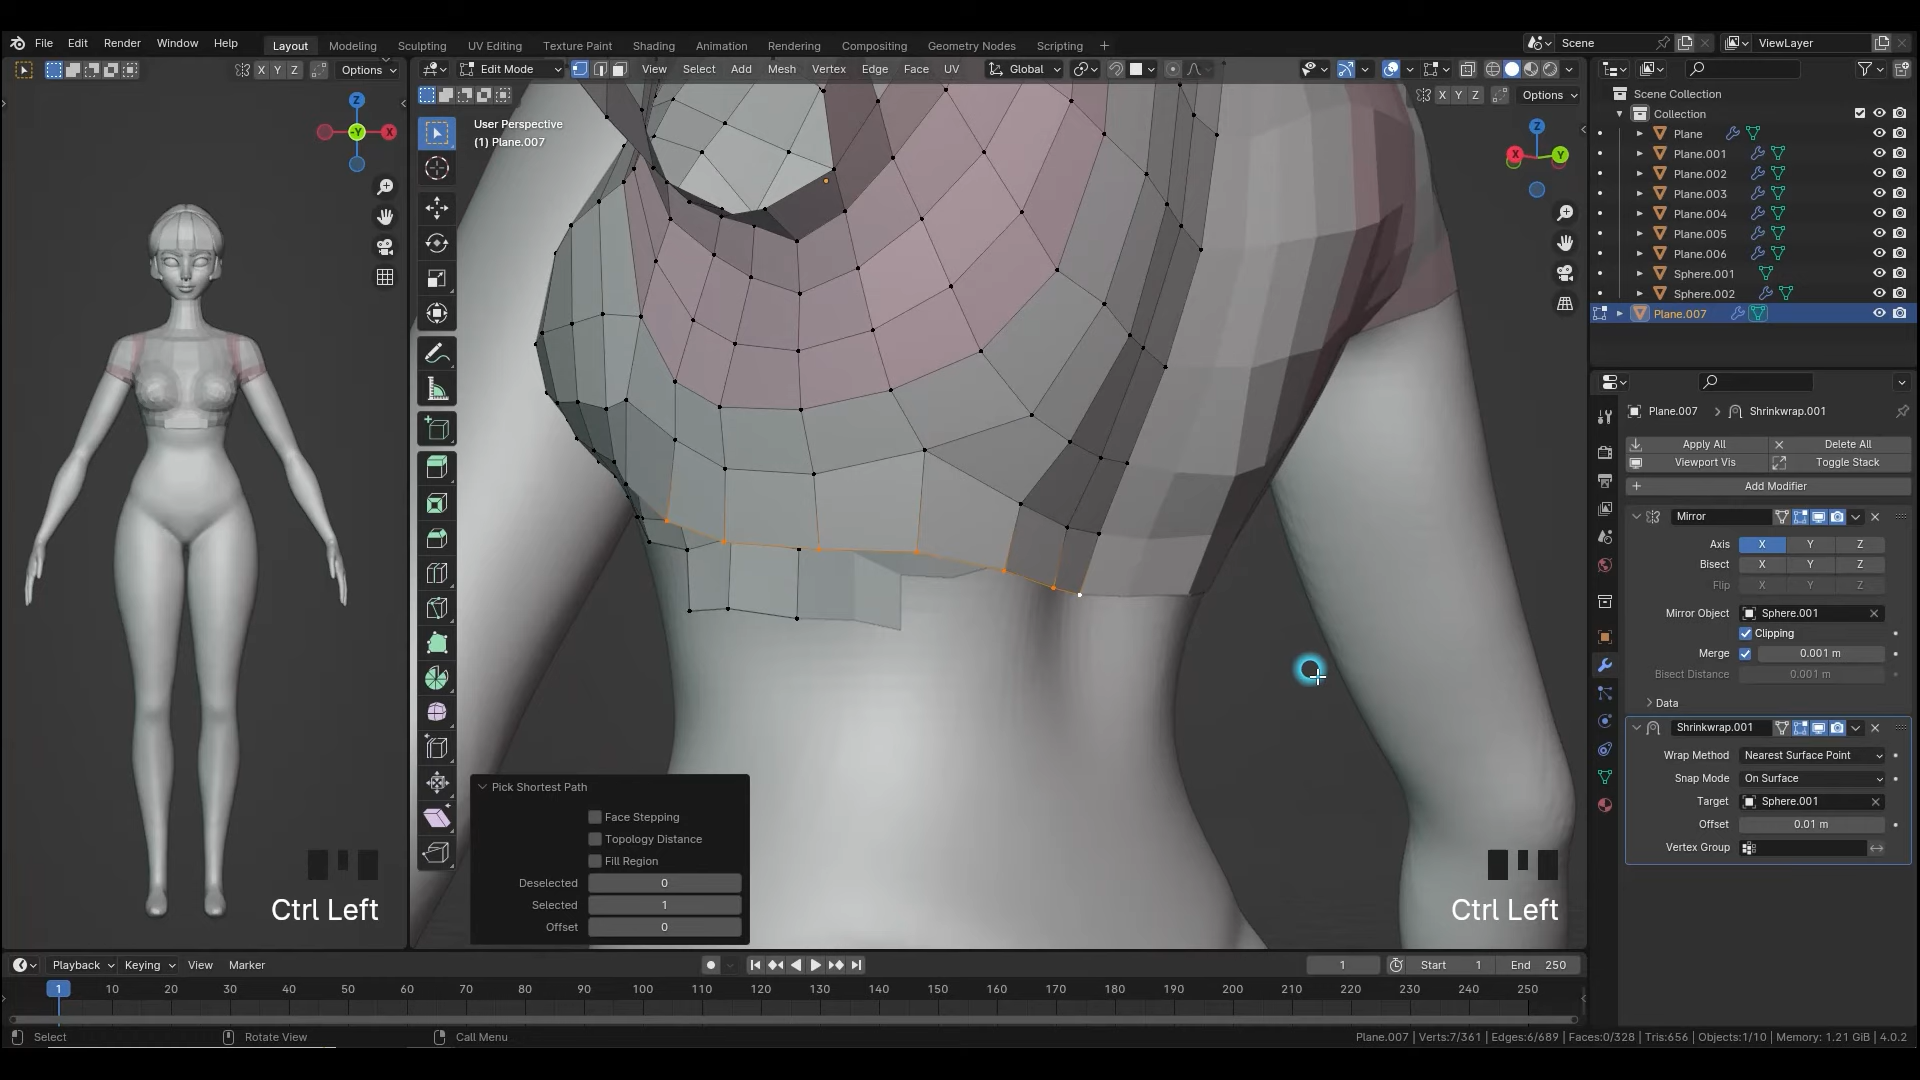 File Edit Render Window Help Layout Modeling Sculpting UV Editing Texture Paint Shading Animation Rendering Compositing Geometry Nodes Scripting + Scene ViewLayer
X Y Z Options Edit Mode View Select Add Mesh Vertex Edge Face UV Global
X Y Z Options
Scene Collection
Collection
Plane
Plane.001
Plane.002
Plane.003
Plane.004
Plane.005
Plane.006
Sphere.001
Sphere.002
Plane.007
User Perspective
(1) Plane.007
Z
-Y X
Z
X Y
Plane.007 > Shrinkwrap.001
Apply All Delete All
Viewport Vis Toggle Stack
Add Modifier
Mirror
Axis X Y Z
Bisect X Y Z
Flip X Y Z
Mirror Object Sphere.001
Clipping
Merge 0.001 m
Bisect Distance 0.001 m
Data
Shrinkwrap.001
Wrap Method Nearest Surface Point
Snap Mode On Surface
Target Sphere.001
Offset 0.01 m
Vertex Group
Pick Shortest Path
Face Stepping
Topology Distance
Fill Region
Deselected 0
Selected 1
Offset 0
Ctrl Left
Ctrl Left
Playback Keying View Marker 1 Start 1 End 250
1 10 20 30 40 50 60 70 80 90 100 110 120 130 140 150 160 170 180 190 200 210 220 230 240 250
Select Rotate View Call Menu Plane.007 | Verts:7/361 | Edges:6/689 | Faces:0/328 | Tris:656 | Objects:1/10 | Memory: 1.21 GiB | 4.0.2